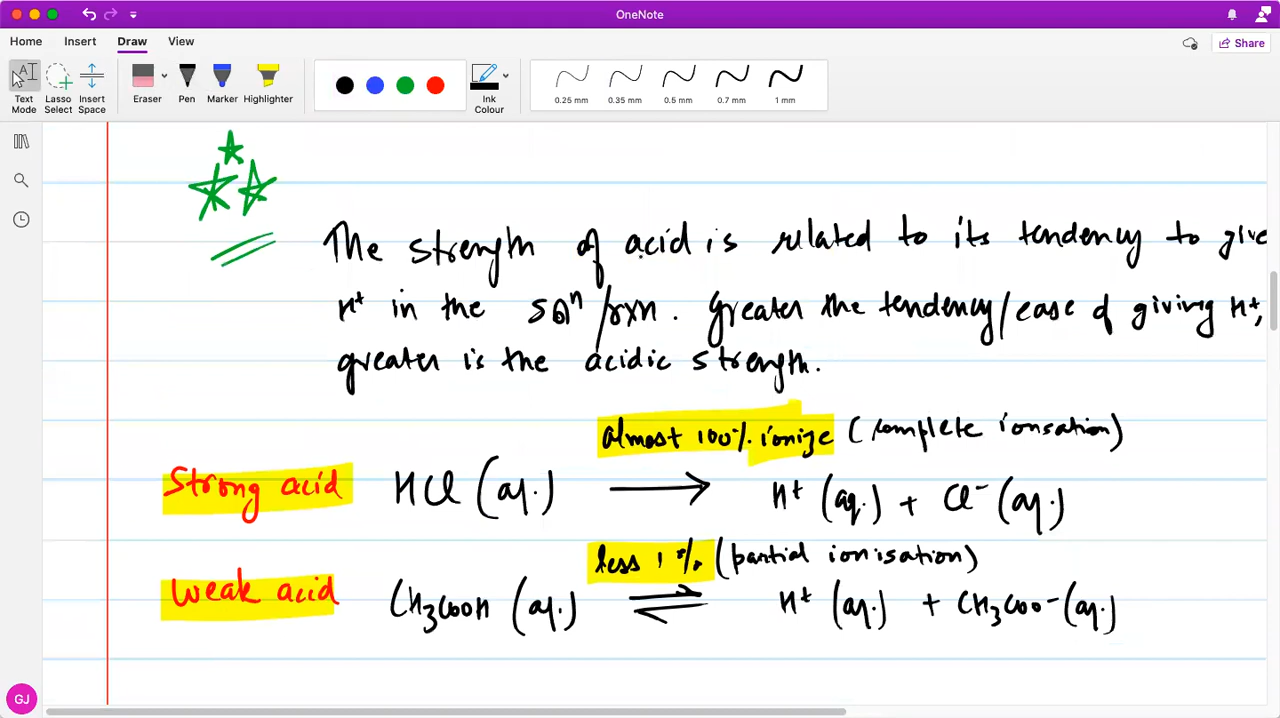 OneNote
Home Insert Draw View
Share
Text Mode Lasso Select Insert Space Eraser Pen Marker Highlighter Ink Colour 0.25 mm 0.35 mm 0.5 mm 0.7 mm 1 mm
The strength of acid is related to its tendency to give
H⁺ in the solⁿ/rxn. Greater the tendency/ease of giving H⁺,
greater is the acidic strength.
almost 100% ionize (complete ionsation)
Strong acid HCl (aq.) → H⁺ (aq.) + Cl⁻ (aq.)
less 1% (partial ionisation)
Weak acid CH₃COOH (aq.) ⇌ H⁺ (aq.) + CH₃COO⁻ (aq.)
GJ